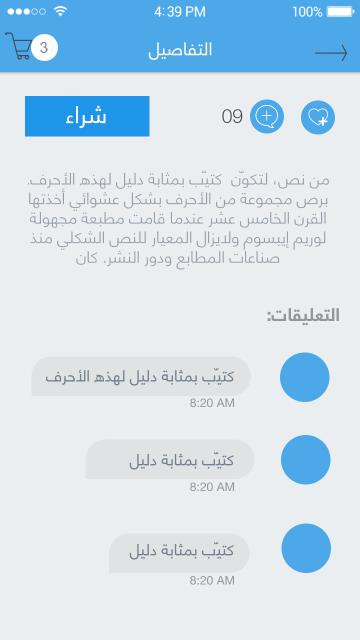 4:39 PM
100%
3
التفاصيل
شراء
09
من نص، لتكوّن كتيّب بمثابة دليل لهذه الأحرف.
برص مجموعة من الأحرف بشكل عشوائي أخذتها
القرن الخامس عشر عندما قامت مطبعة مجهولة
لوريم إيبسوم ولايزال المعيار للنص الشكلي منذ
صناعات المطابع ودور النشر. كان
التعليقات:
كتيّب بمثابة دليل لهذه الأحرف
8:20 AM
كتيّب بمثابة دليل
8:20 AM
كتيّب بمثابة دليل
8:20 AM